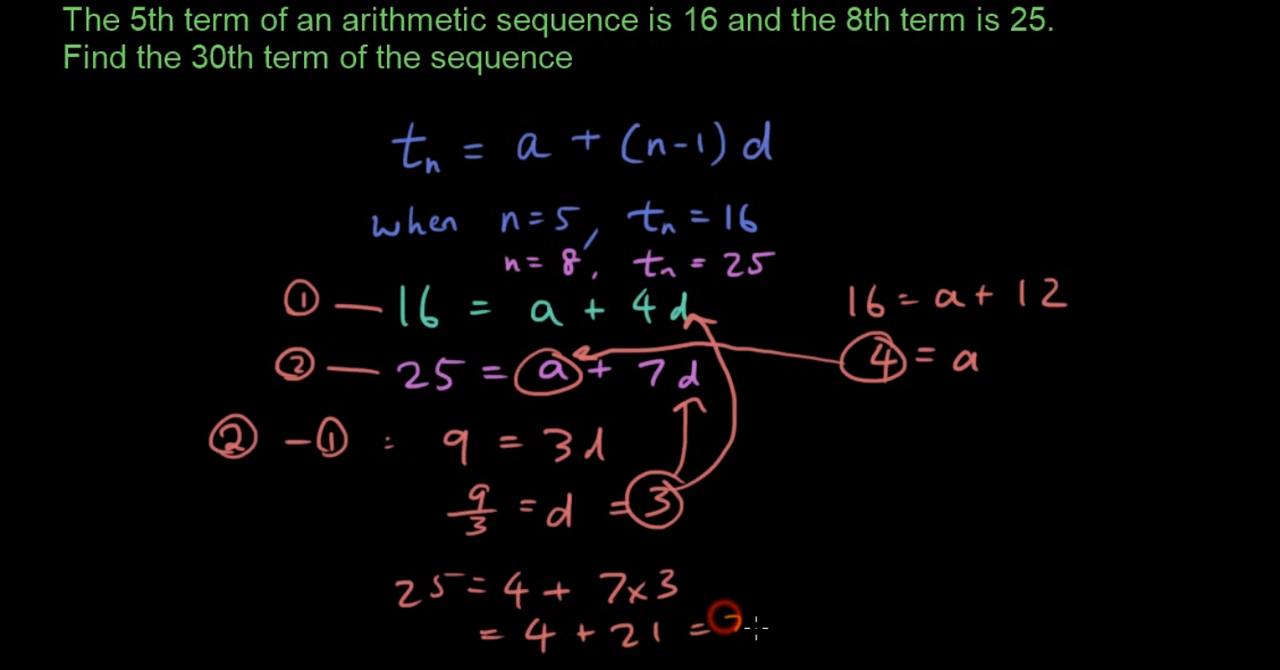 The 5th term of an arithmetic sequence is 16 and the 8th term is 25.
Find the 30th term of the sequence
tₙ = a + (n-1) d
when n=5, tₙ = 16
n=8, tₙ = 25
① — 16 = a + 4d
② — 25 = a + 7d
② - ① : 9 = 3d
9/3 = d = 3
25 = 4 + 7×3
= 4 + 21 =
16 = a + 12
4 = a